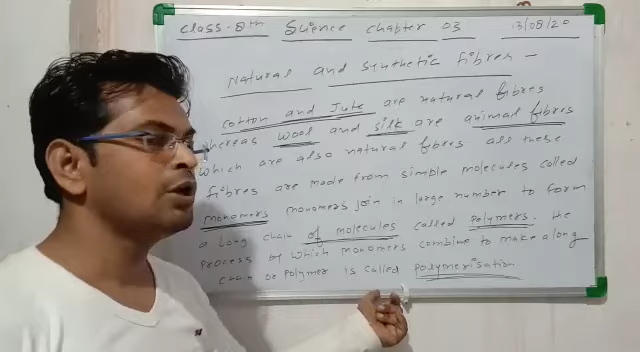 Class-8th Science chapter 03 13/08/20
Natural and synthetic fibres -
Cotton and Jute are natural fibres
whereas wool and silk are animal fibres
which are also natural fibres all these
fibres are made from simple molecules called
monomers monomers join in large number to form
a long chain of molecules called polymers. The
process by which monomers combine to make along
chain or polymer is called polymerisation